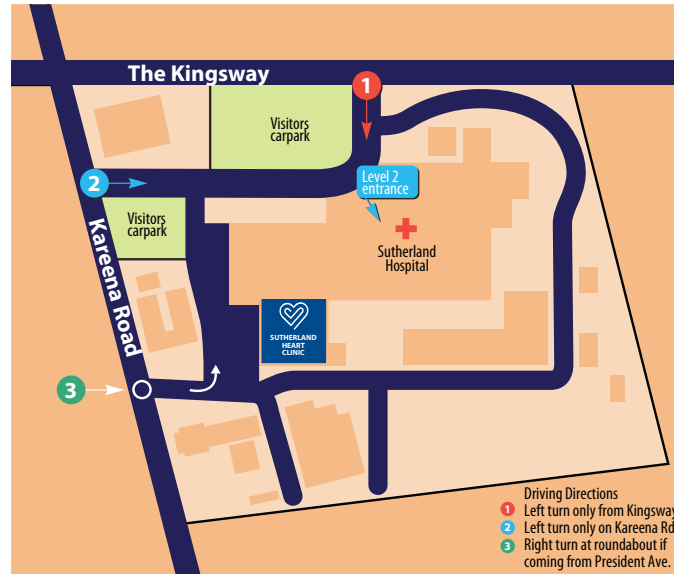 The Kingsway
1
Visitors
carpark
2
Level 2
entrance
Visitors
carpark
Sutherland
Hospital
Kareena Road
SUTHERLAND
HEART
CLINIC
3
Driving Directions
1 Left turn only from Kingsway
2 Left turn only on Kareena Rd
3 Right turn at roundabout if
coming from President Ave.